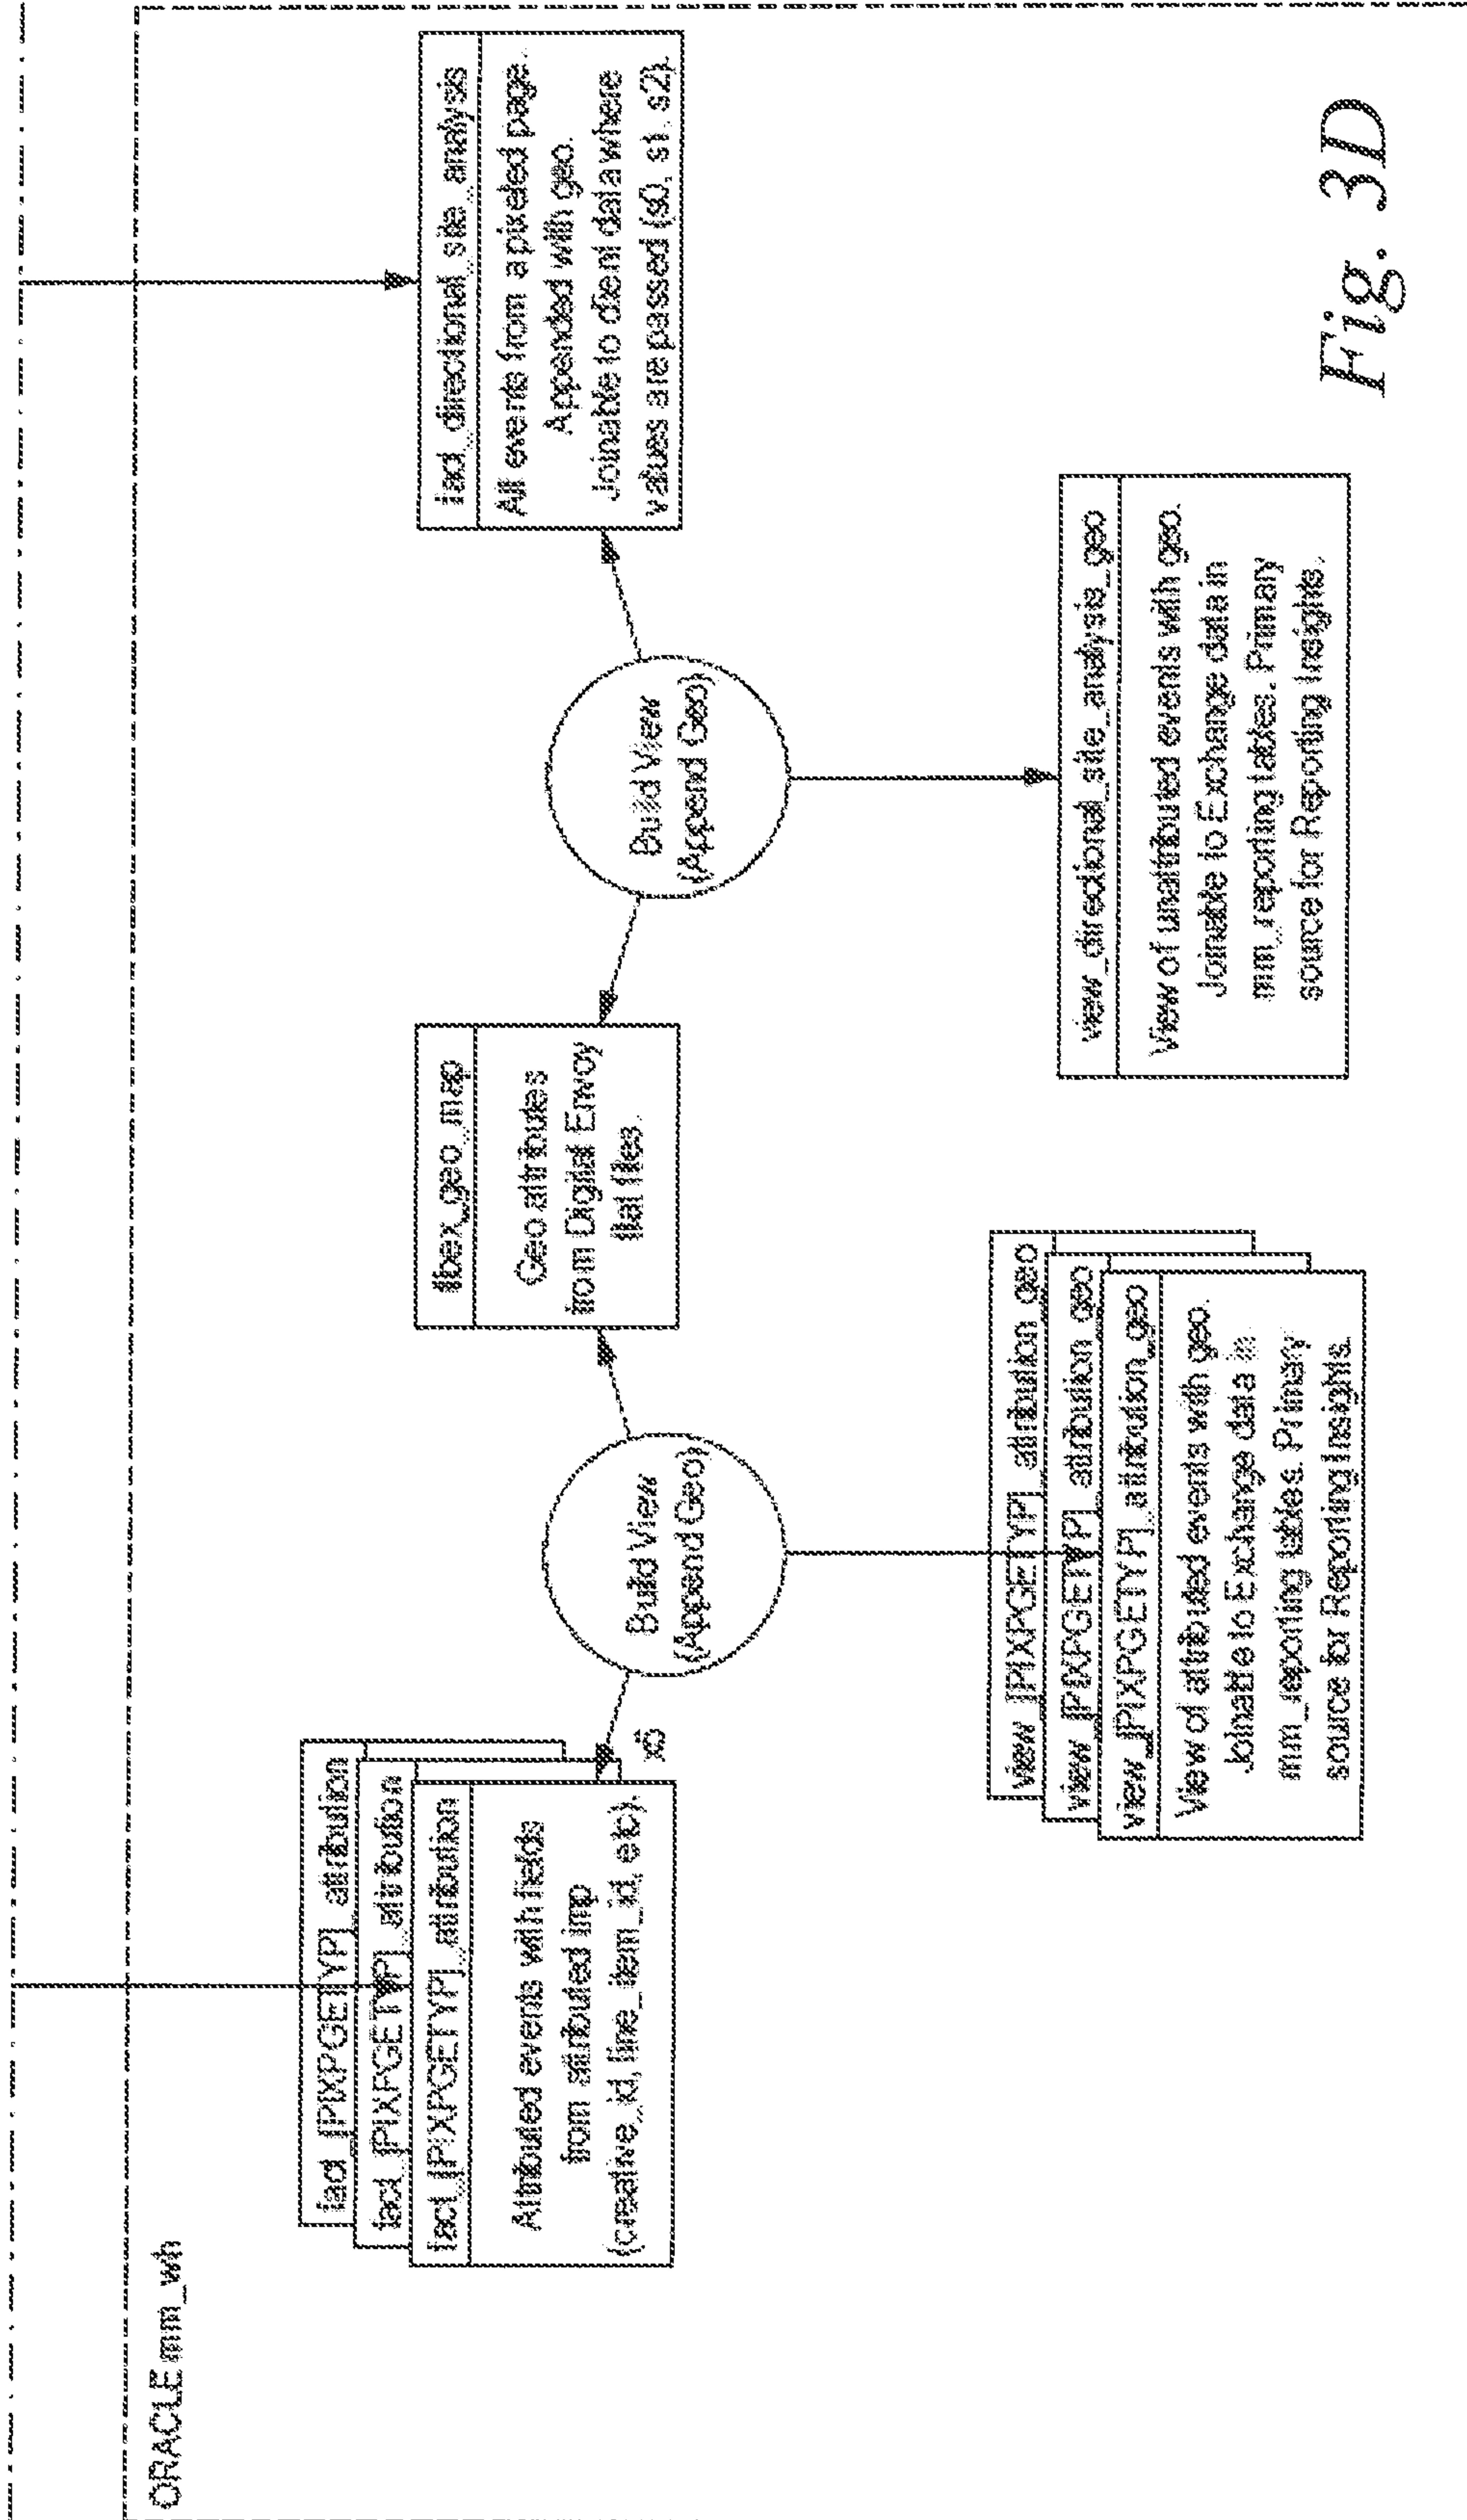 ORACLE mm_wh
fact_[PIXPGETYP]_attribution
fact_[PIXPGETYP]_attribution
fact_[PIXPGETYP]_attribution
Attributed events with fields
from attributed imp
(creative_id, line_item_id, etc).
x6
Build View
(Append Geo)
ibex_geo_map
Geo attributes
from Digital Envoy
flat files.
Build View
(Append Geo)
fact_directional_site_analysis
All events from a pixeled page.
Appended with geo.
Joinable to client data where
values are passed (s0, s1, s2).
view_[PIXPGETYP]_attribution_geo
view_[PIXPGETYP]_attribution_geo
view_[PIXPGETYP]_attribution_geo
View of attributed events with geo.
Joinable to Exchange data in
mm_reporting tables. Primary
source for Reporting Insights.
view_directional_site_analysis_geo
View of unattributed events with geo.
Joinable to Exchange data in
mm_reporting tables. Primary
source for Reporting Insights.
Fig. 3D